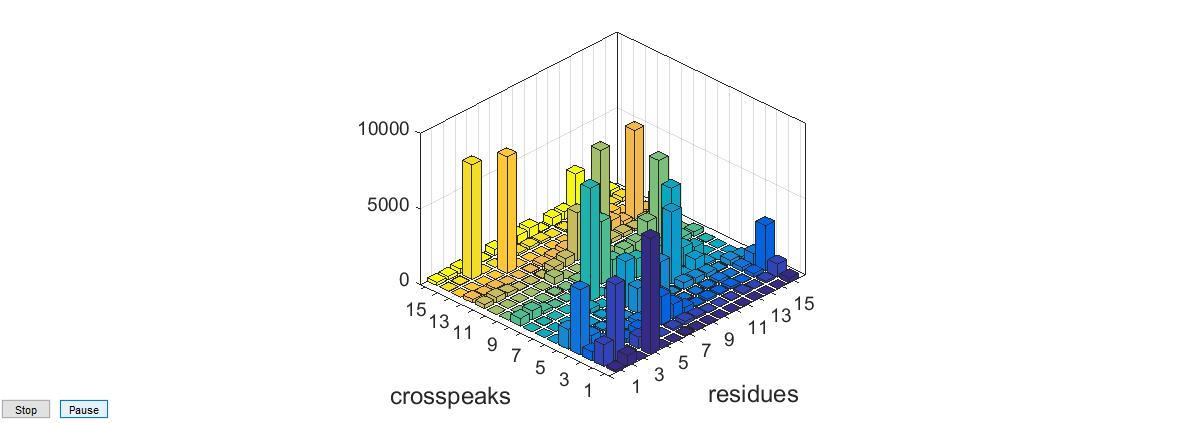 10000
5000
0
15 13 11 9 7 5 3 1
1 3 5 7 9 11 13 15
crosspeaks residues
Stop Pause